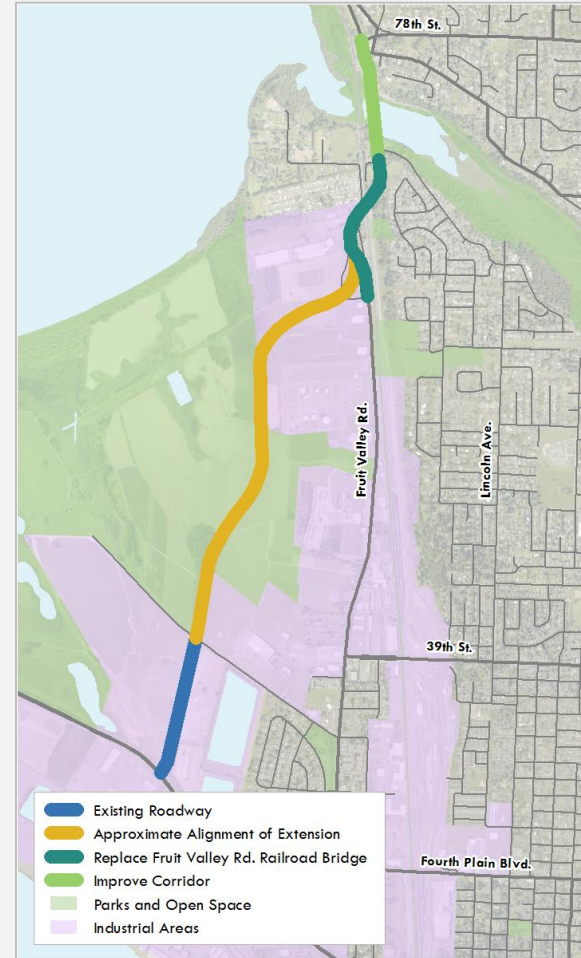 78th St.
Fruit Valley Rd.
Lincoln Ave.
39th St.
Fourth Plain Blvd.
Existing Roadway
Approximate Alignment of Extension
Replace Fruit Valley Rd. Railroad Bridge
Improve Corridor
Parks and Open Space
Industrial Areas